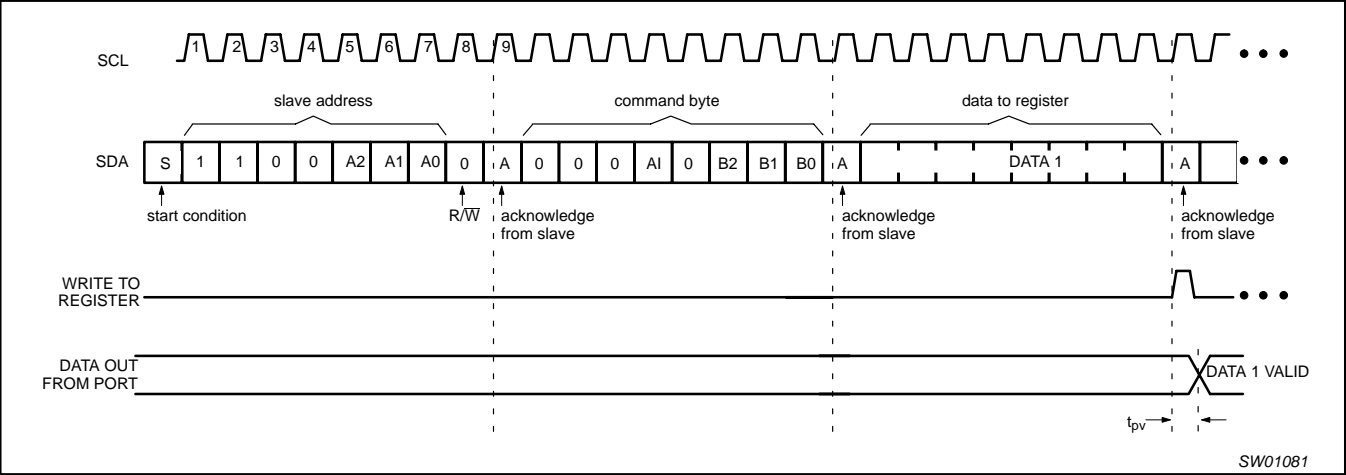 SCL
1 2 3 4 5 6 7 8 9
slave address
command byte
data to register
SDA
S 1 1 0 0 A2 A1 A0 0 A 0 0 0 AI 0 B2 B1 B0 A DATA 1 A
start condition
R/W̅
acknowledge
from slave
acknowledge
from slave
acknowledge
from slave
WRITE TO
REGISTER
DATA OUT
FROM PORT
DATA 1 VALID
tpv
SW01081